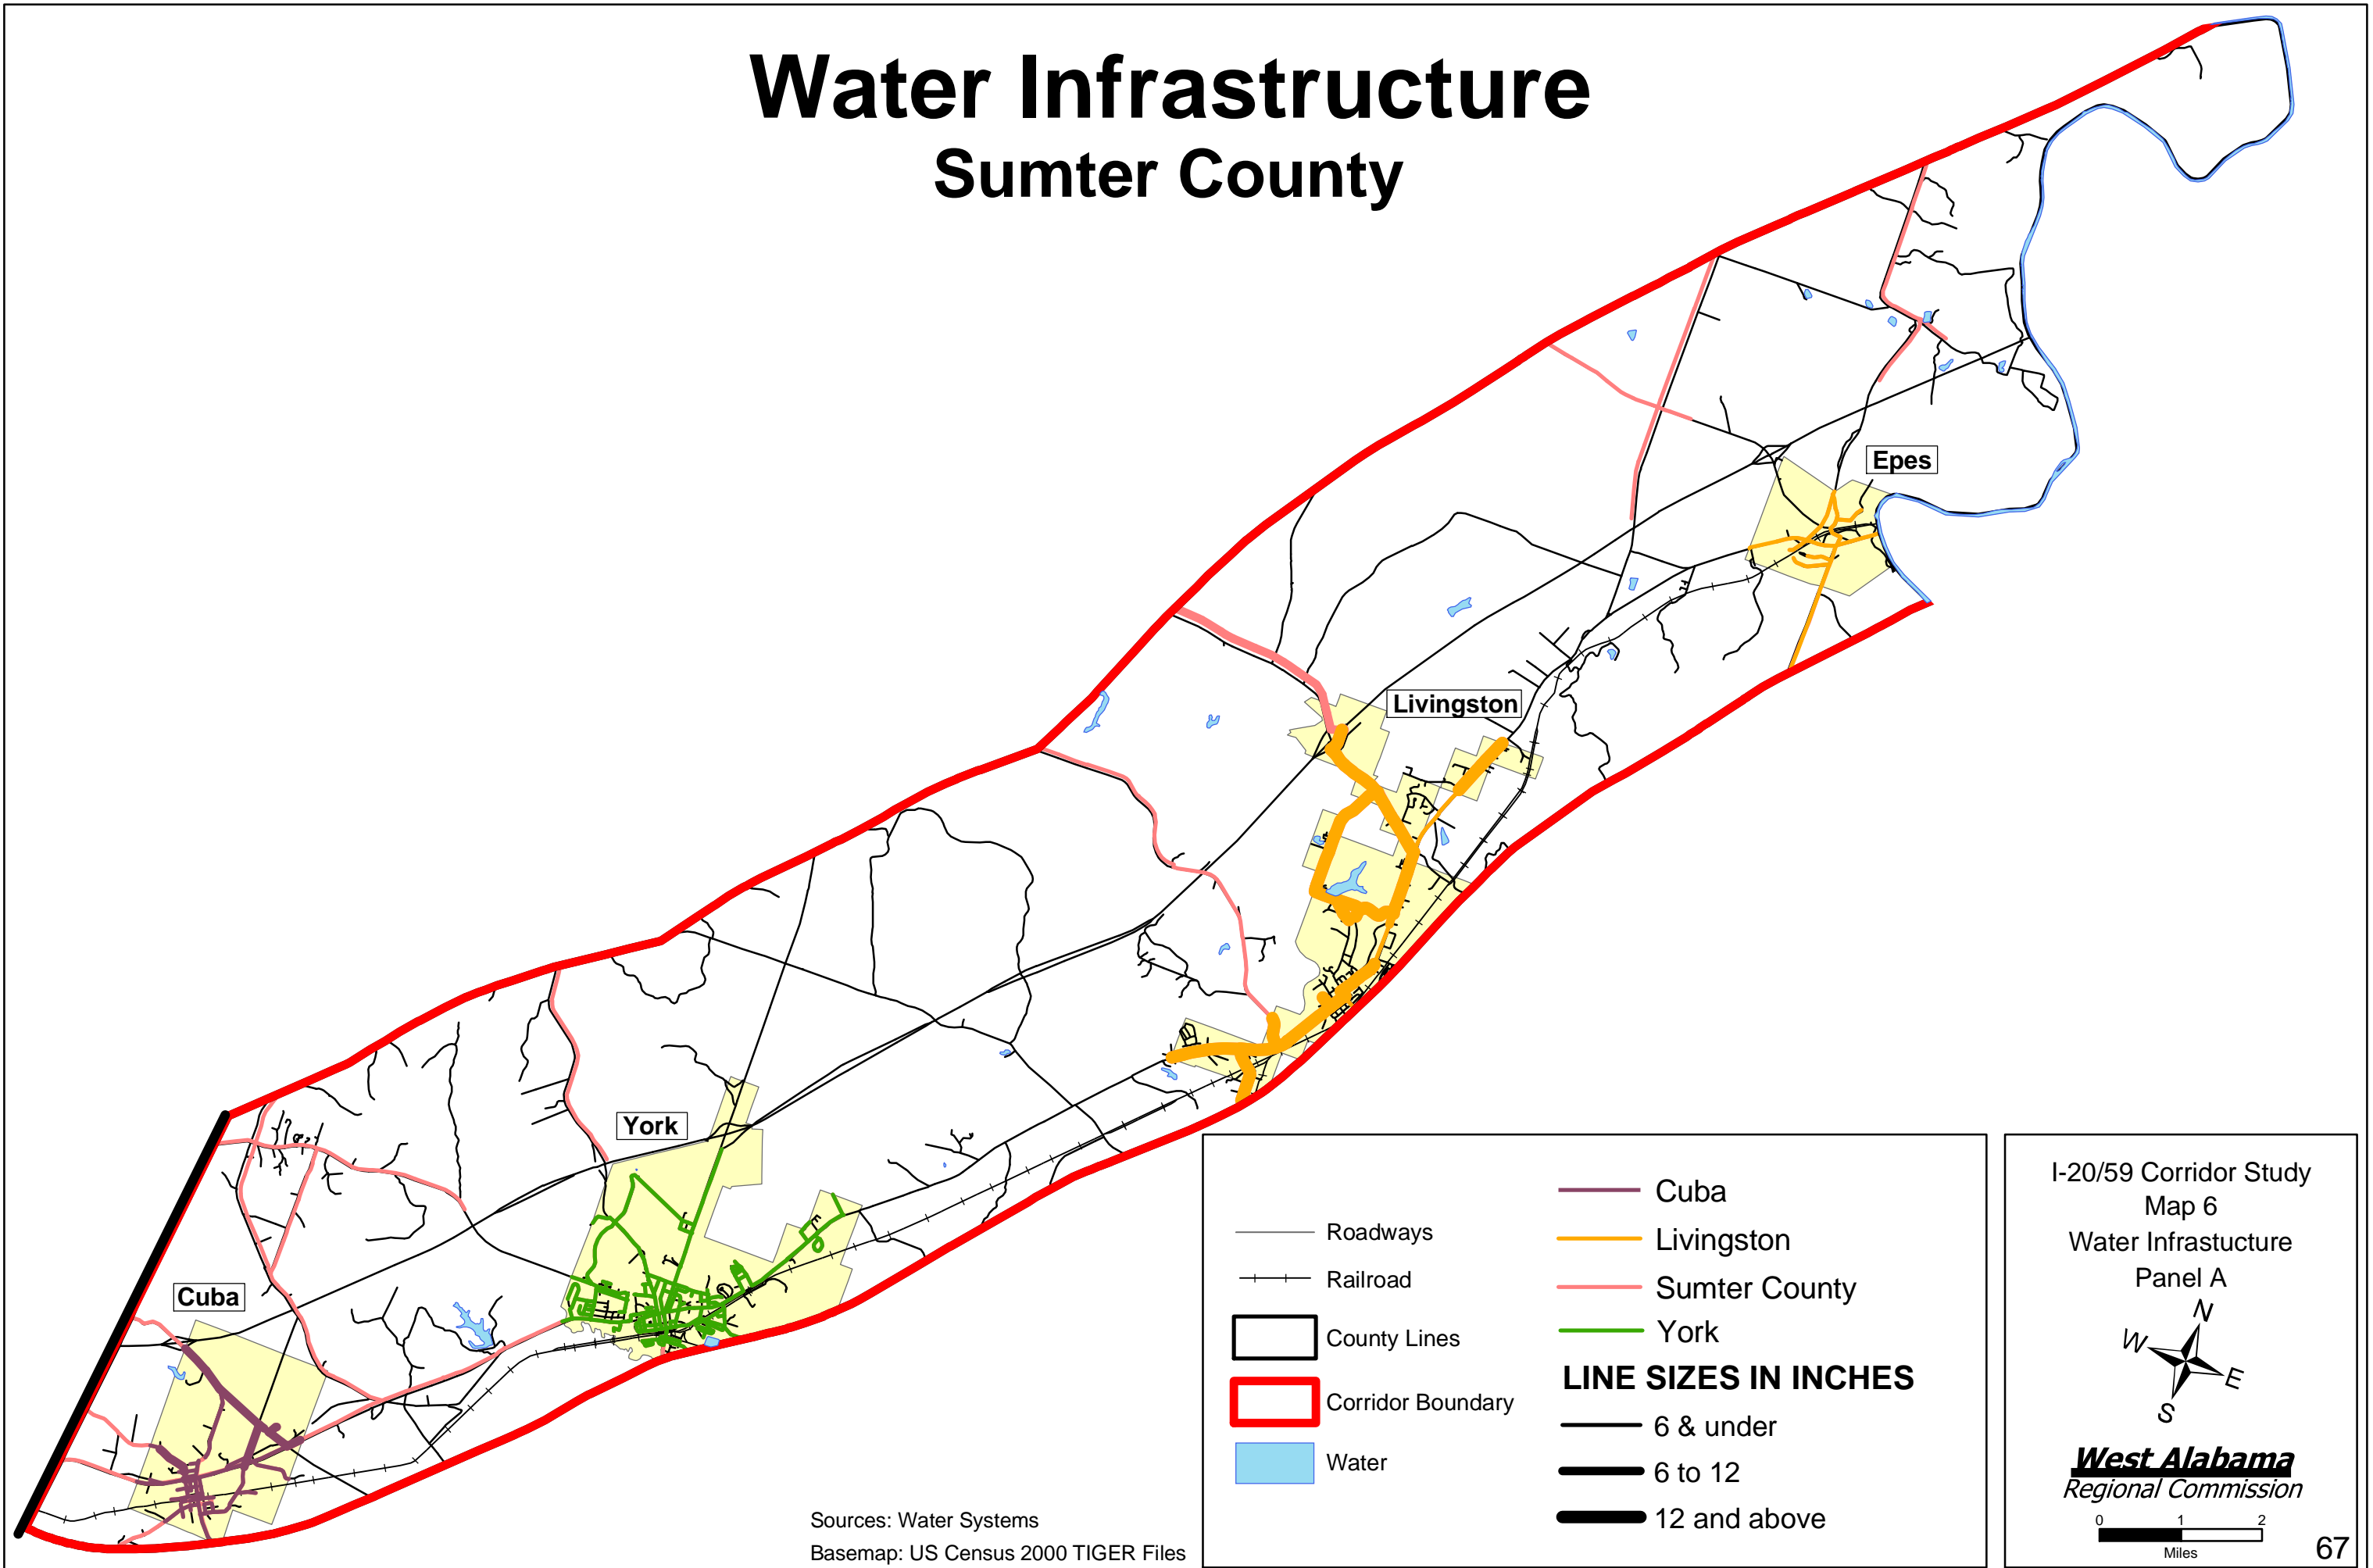 Water Infrastructure
Sumter County
Epes
Livingston
York
Cuba
Roadways
Railroad
County Lines
Corridor Boundary
Water
Cuba
Livingston
Sumter County
York
LINE SIZES IN INCHES
6 & under
6 to 12
12 and above
I-20/59 Corridor Study
Map 6
Water Infrastucture
Panel A
N
W
E
S
West Alabama
Regional Commission
0 1 2
Miles
67
Sources: Water Systems
Basemap: US Census 2000 TIGER Files